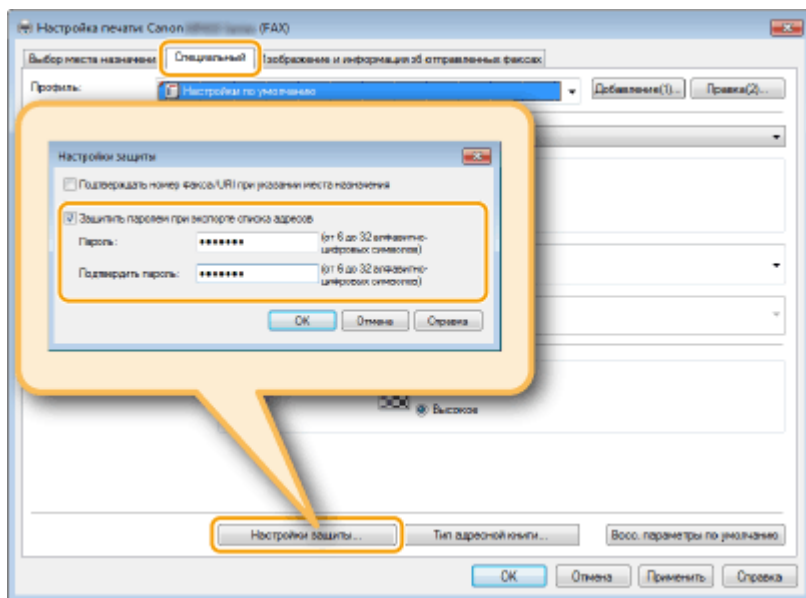 Настройка печати: Canon (FAX)
Выбор места назначени Специальный Изображение и информация об отправленных факсах
Профиль: Настройки по умолчанию Добавление(1)... Правка(2)...
Настройки защиты
Подтверждать номер факса/URI при указании места назначения
Защитить паролем при экспорте списка адресов
Пароль: ••••••• (от 6 до 32 алфавитно-
цифровых символов)
Подтвердить пароль: ••••••• (от 6 до 32 алфавитно-
цифровых символов)
OK Отмена Справка
Высокое
Настройки защиты... Тип адресной книги... Восс. параметры по умолчанию
OK Отмена Применить Справка